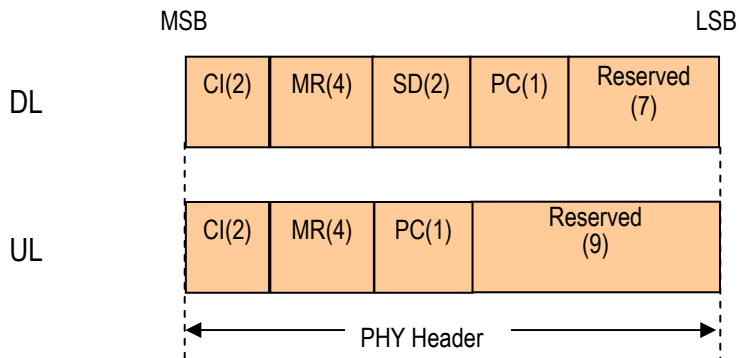 MSB LSB
DL CI(2) MR(4) SD(2) PC(1) Reserved
(7)
UL CI(2) MR(4) PC(1) Reserved
(9)
PHY Header